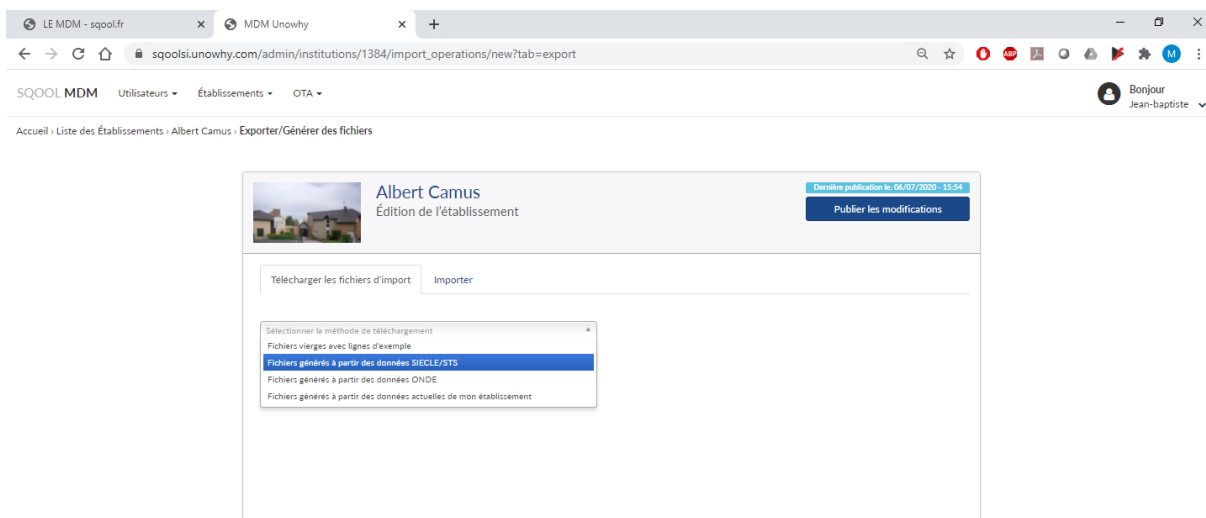 LE MDM - sqool.fr
MDM Unowhy
sqoolsi.unowhy.com/admin/institutions/1384/import_operations/new?tab=export
ABP
M
SQOOL MDM Utilisateurs Établissements OTA
Bonjour
Jean-baptiste
Accueil › Liste des Établissements › Albert Camus › Exporter/Générer des fichiers
Albert Camus
Édition de l'établissement
Dernière publication le: 06/07/2020 - 15:54
Publier les modifications
Télécharger les fichiers d'import Importer
Sélectionner la méthode de téléchargement
Fichiers vierges avec lignes d'exemple
Fichiers générés à partir des données SIECLE/STS
Fichiers générés à partir des données ONDE
Fichiers générés à partir des données actuelles de mon établissement